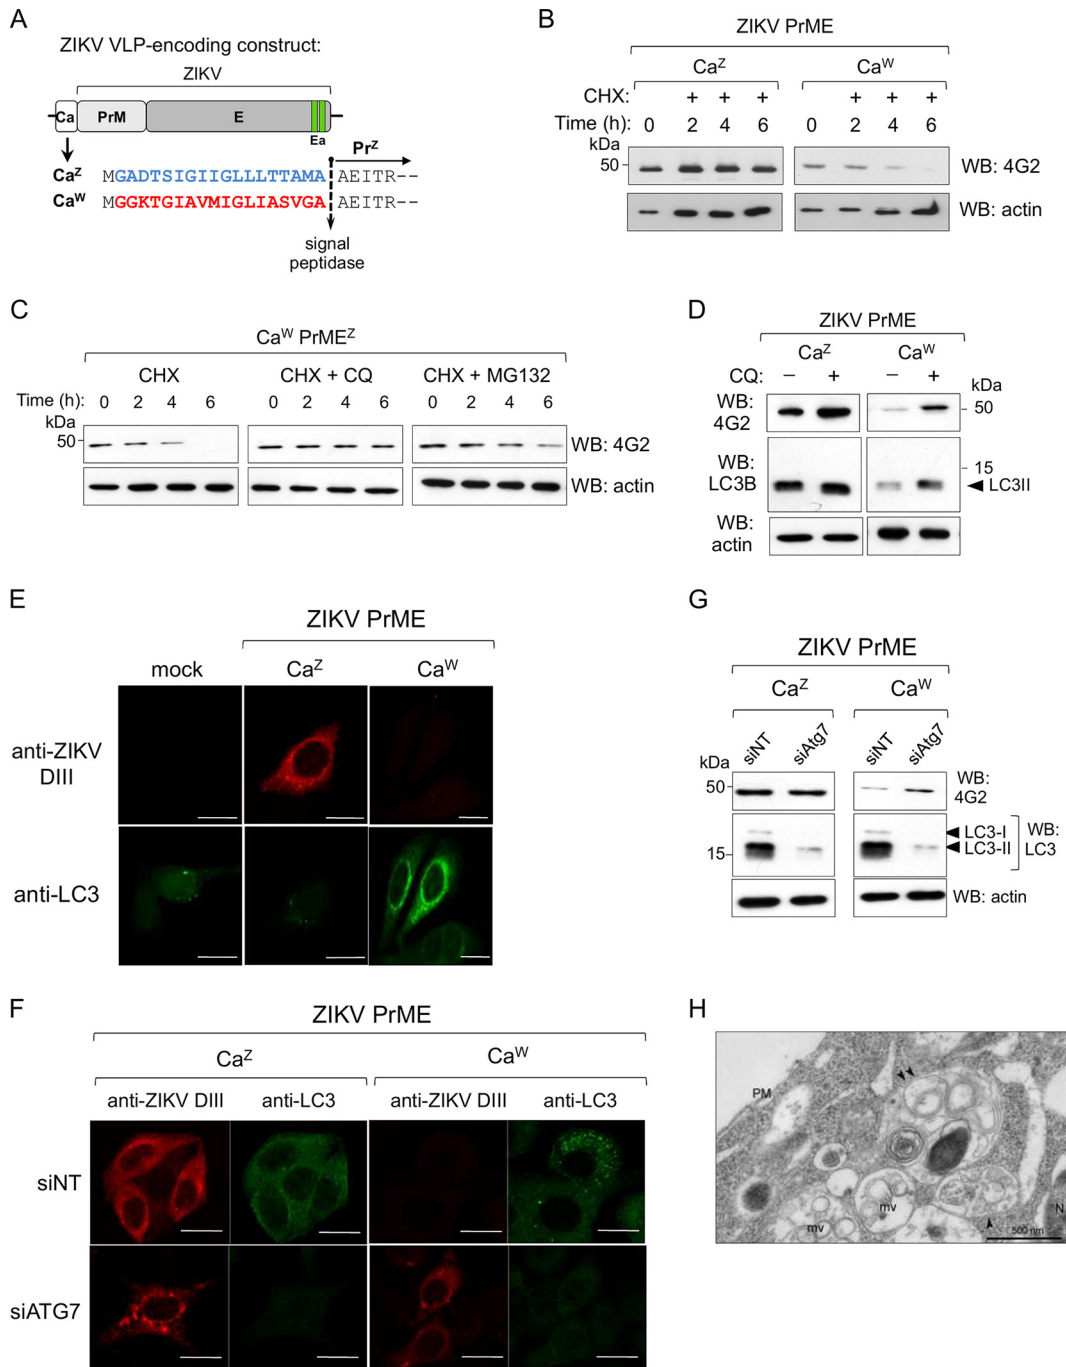 A
ZIKV VLP-encoding construct:
ZIKV
Ca PrM E
Ea
Pr^Z
Ca^Z MGADTSIGIIGLLLTTAMA AEITR--
Ca^W MGGKTGIAVMIGLIASVGA AEITR--
signal
peptidase
B
ZIKV PrME
Ca^Z Ca^W
CHX: + + + + + +
Time (h): 0 2 4 6 0 2 4 6
kDa
50 WB: 4G2
WB: actin
C
Ca^W PrME^Z
CHX CHX + CQ CHX + MG132
Time (h): 0 2 4 6 0 2 4 6 0 2 4 6
kDa
50 WB: 4G2
WB: actin
D
ZIKV PrME
Ca^Z Ca^W
CQ: – + – +
kDa
WB:
4G2
50
WB:
LC3B
15
LC3II
WB:
actin
E
ZIKV PrME
mock Ca^Z Ca^W
anti-ZIKV
DIII
anti-LC3
G
ZIKV PrME
Ca^Z Ca^W
siNT siAtg7 siNT siAtg7
kDa
50
WB:
4G2
LC3-I
LC3-II
WB:
LC3
15
WB: actin
F
ZIKV PrME
Ca^Z Ca^W
anti-ZIKV DIII anti-LC3 anti-ZIKV DIII anti-LC3
siNT
siATG7
H
PM
mv
mv
N
500 nm